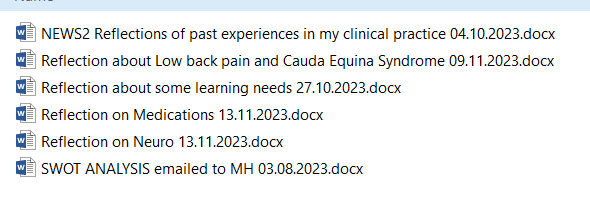 NEWS2 Reflections of past experiences in my clinical practice 04.10.2023.docx
Reflection about Low back pain and Cauda Equina Syndrome 09.11.2023.docx
Reflection about some learning needs 27.10.2023.docx
Reflection on Medications 13.11.2023.docx
Reflection on Neuro 13.11.2023.docx
SWOT ANALYSIS emailed to MH 03.08.2023.docx